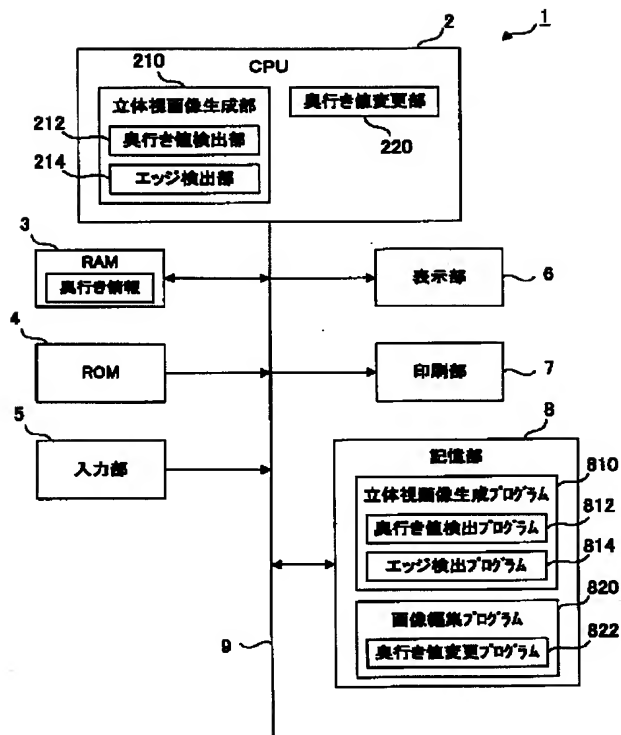 1
2
CPU
210
立体視画像生成部
奥行き値変更部
212
奥行き値検出部
220
214
エッジ検出部
3
RAM
奥行き情報
表示部
6
4
ROM
印刷部
7
5
入力部
8
記憶部
810
立体視画像生成プログラム
812
奥行き値検出プログラム
814
エッジ検出プログラム
820
画像編集プログラム
822
奥行き値変更プログラム
9